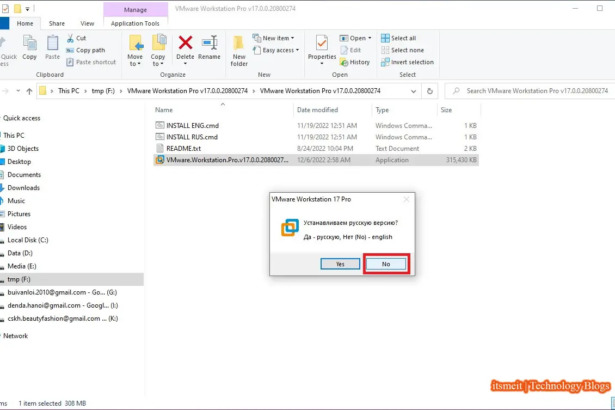 Manage
VMware Workstation Pro v17.0.0.20800274
Home
Share
View
Application Tools
Quick
Copy
Paste
Cut
Copy path
Paste shortcut
Move to
Copy to
Delete
Rename
New folder
New item
Easy access
Properties
Open
Edit
History
Select all
Select none
Invert selection
Clipboard
Organize
New
Open
Select
This PC
tmp (F:)
VMware Workstation Pro v17.0.0.20800274
VMware Workstation Pro v17.0.0.20800274
Search VMware Workstation Pro v17.0.0.20800274
Name
Date modified
Type
Size
Quick access
This PC
3D Objects
Desktop
Documents
Downloads
Music
Pictures
Videos
Local Disk (C:)
Data (D:)
Media (E:)
tmp (F:)
buivanloi.2010@gmail.com - Go... (G:)
denda.hanoi@gmail.com - Googl... (I:)
cskh.beautyfashion@gmail.com ... (K:)
Network
INSTALL ENG.cmd 11/19/2022 12:51 AM Windows Comma... 1 KB
INSTALL RUS.cmd 11/19/2022 12:51 AM Windows Comma... 1 KB
README.txt 8/24/2022 10:04 PM Text Document 2 KB
VMware.Workstation.Pro.v17.0.0.2080027... 12/6/2022 2:58 AM Application 315,430 KB
VMware Workstation 17 Pro
Устанавливаем русскую версию?
Да - русскую, Нет (No) - english
Yes
No
itsmeit | Technology Blogs
1 item selected 308 MB